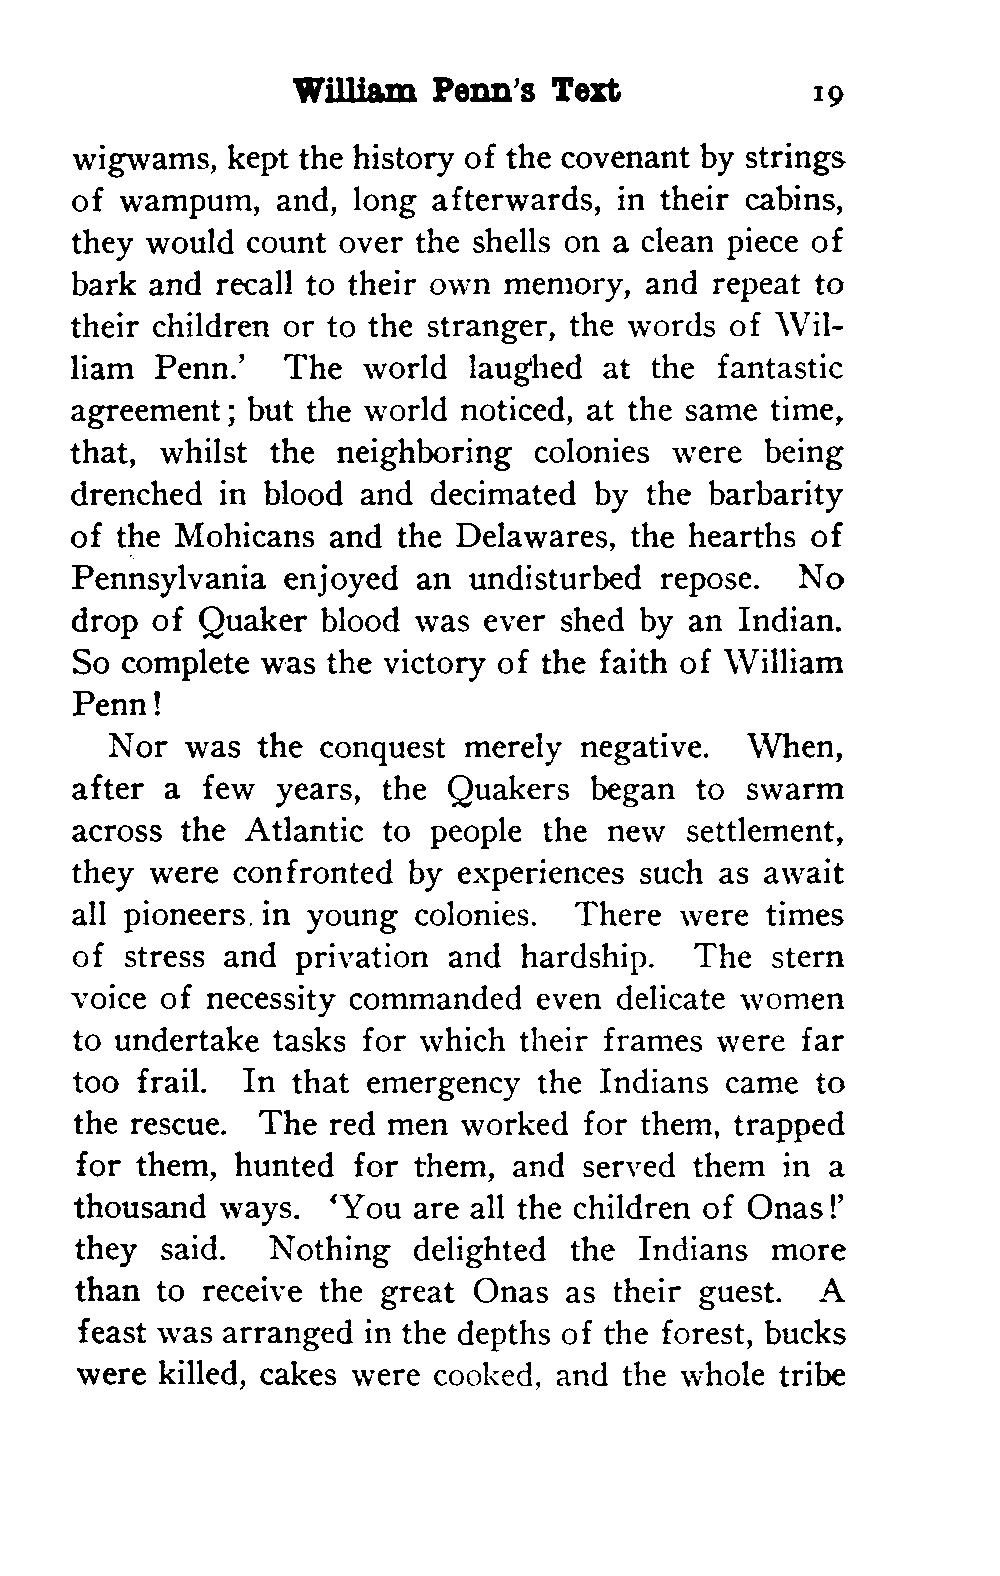 William Penn's Text 19
wigwams, kept the history of the covenant by strings
of wampum, and, long afterwards, in their cabins,
they would count over the shells on a clean piece of
bark and recall to their own memory, and repeat to
their children or to the stranger, the words of Wil-
liam Penn.' The world laughed at the fantastic
agreement; but the world noticed, at the same time,
that, whilst the neighboring colonies were being
drenched in blood and decimated by the barbarity
of the Mohicans and the Delawares, the hearths of
Pennsylvania enjoyed an undisturbed repose. No
drop of Quaker blood was ever shed by an Indian.
So complete was the victory of the faith of William
Penn!
Nor was the conquest merely negative. When,
after a few years, the Quakers began to swarm
across the Atlantic to people the new settlement,
they were confronted by experiences such as await
all pioneers in young colonies. There were times
of stress and privation and hardship. The stern
voice of necessity commanded even delicate women
to undertake tasks for which their frames were far
too frail. In that emergency the Indians came to
the rescue. The red men worked for them, trapped
for them, hunted for them, and served them in a
thousand ways. 'You are all the children of Onas!'
they said. Nothing delighted the Indians more
than to receive the great Onas as their guest. A
feast was arranged in the depths of the forest, bucks
were killed, cakes were cooked, and the whole tribe